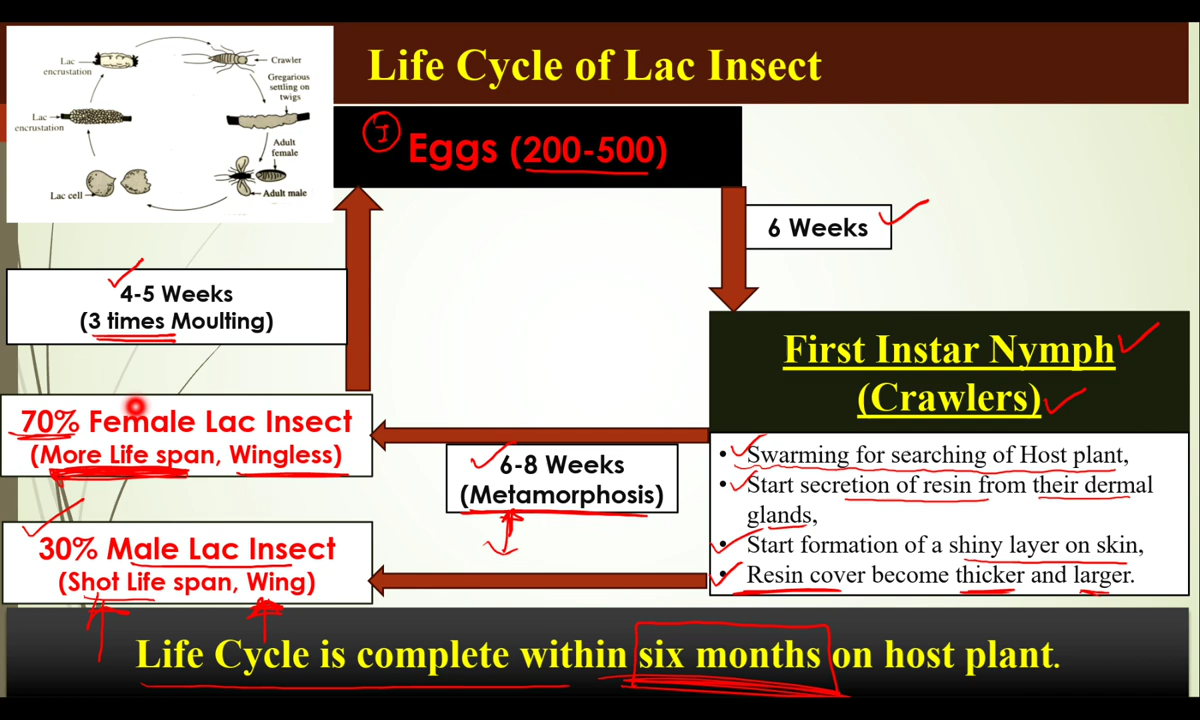 Life Cycle of Lac Insect
Lac
encrustation
Crawler
Gregarious
settling on
twigs
Lac
encrustation
Adult
female
Lac cell
Adult male
I
Eggs (200-500)
6 Weeks
4-5 Weeks
(3 times Moulting)
First Instar Nymph
(Crawlers)
70% Female Lac Insect
(More Life span, Wingless)
6-8 Weeks
(Metamorphosis)
• Swarming for searching of Host plant,
• Start secretion of resin from their dermal
glands,
• Start formation of a shiny layer on skin,
• Resin cover become thicker and larger.
30% Male Lac Insect
(Shot Life span, Wing)
Life Cycle is complete within six months on host plant.